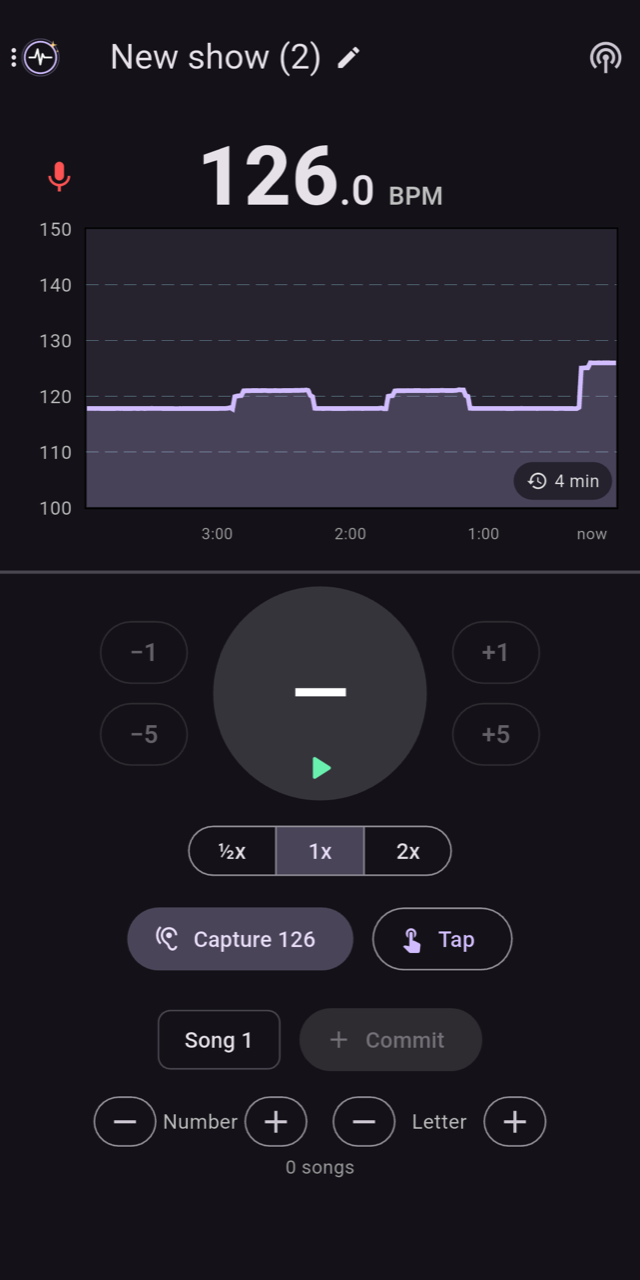 New show (2)
126.0 BPM
150
140
130
120
110
100
4 min
3:00 2:00 1:00 now
−1 — +1
−5 +5
½x 1x 2x
Capture 126 Tap
Song 1 + Commit
− Number + − Letter +
0 songs